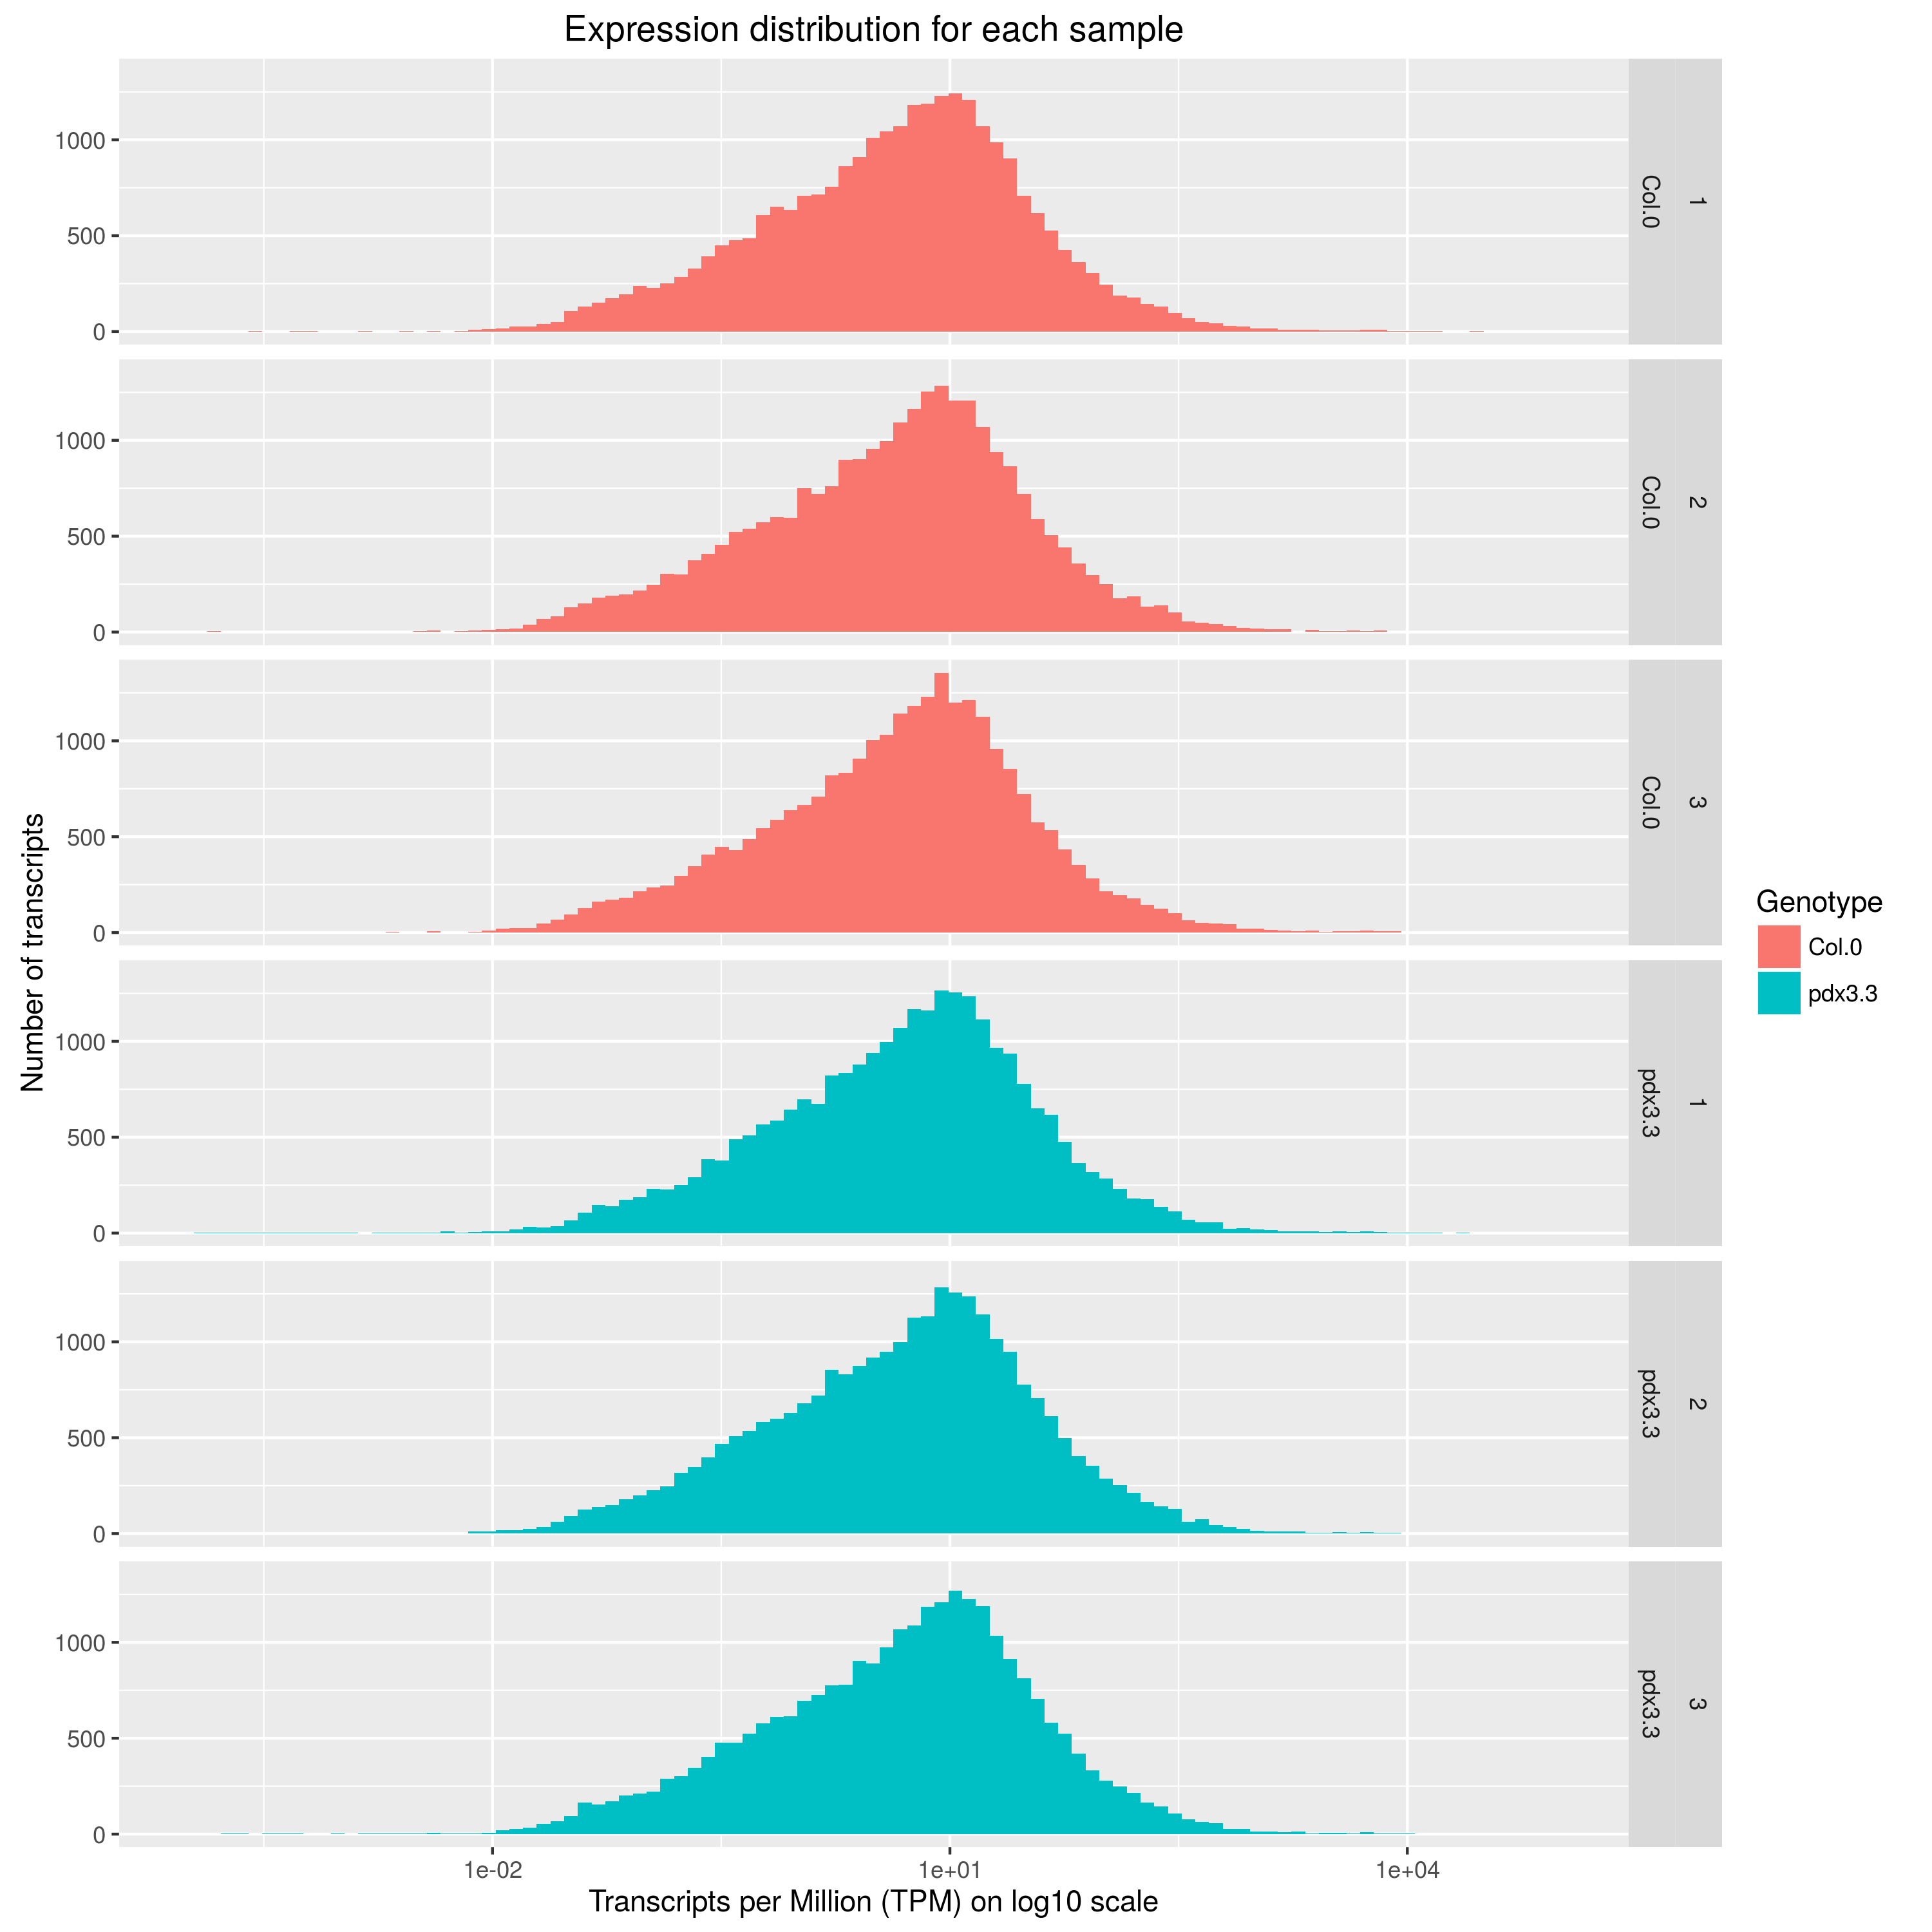 Expression distribution for each sample
Number of transcripts
1000
500
0
Col.0
1
1000
500
0
Col.0
2
1000
500
0
Col.0
3
1000
500
0
pdx3.3
1
1000
500
0
pdx3.3
2
1000
500
0
pdx3.3
3
1e-02
1e+01
1e+04
Transcripts per Million (TPM) on log10 scale
Genotype
Col.0
pdx3.3